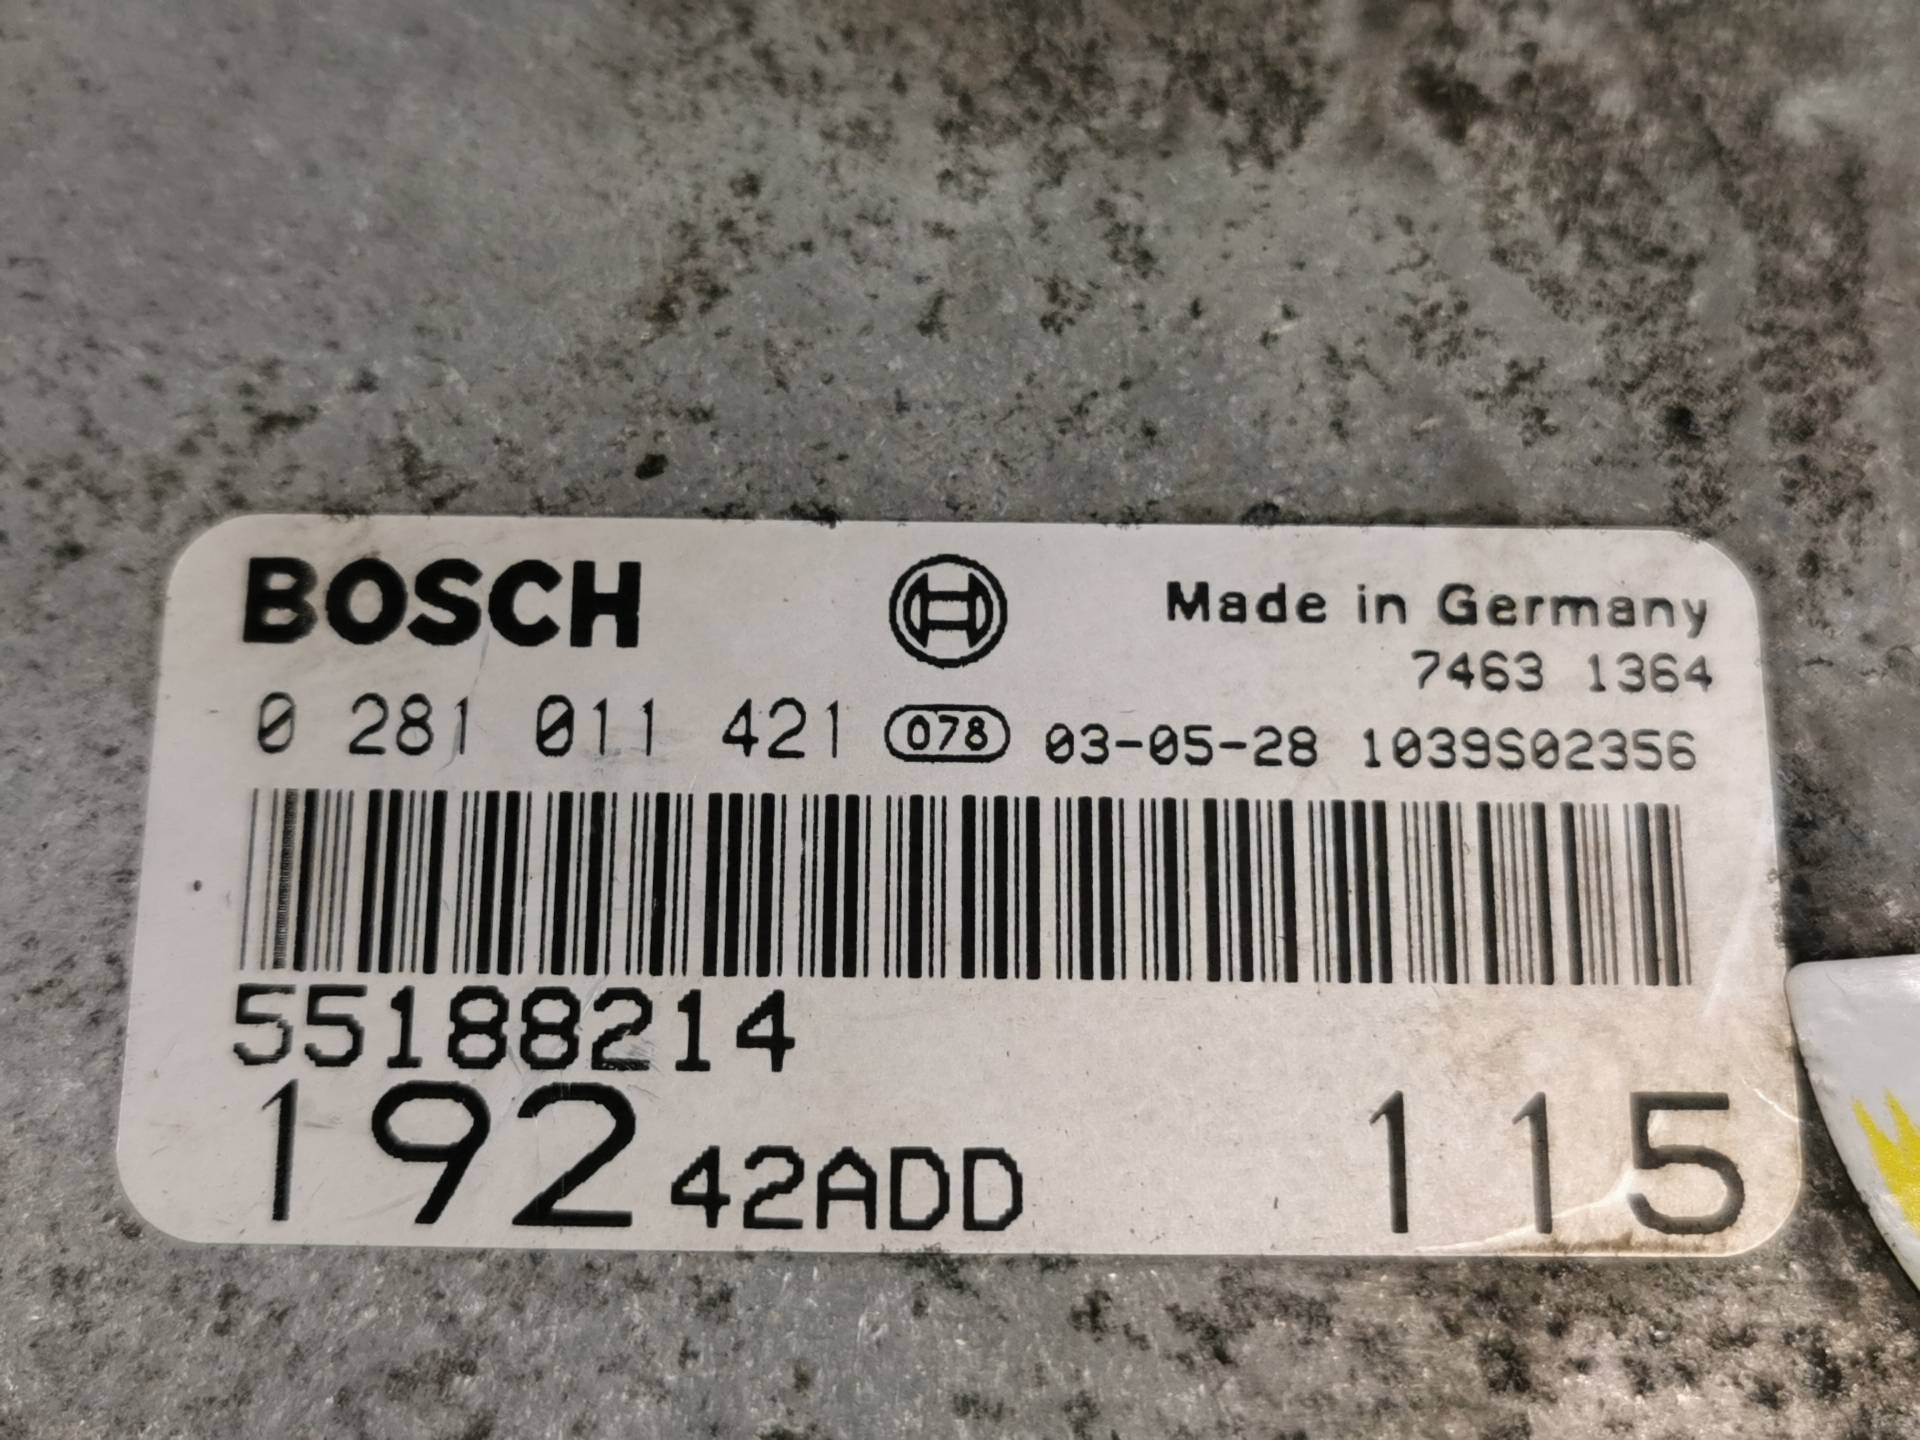 BOSCH
Made in Germany
7463 1364
0 281 011 421 078 03-05-28 1039S02356
55188214
192 42ADD 115